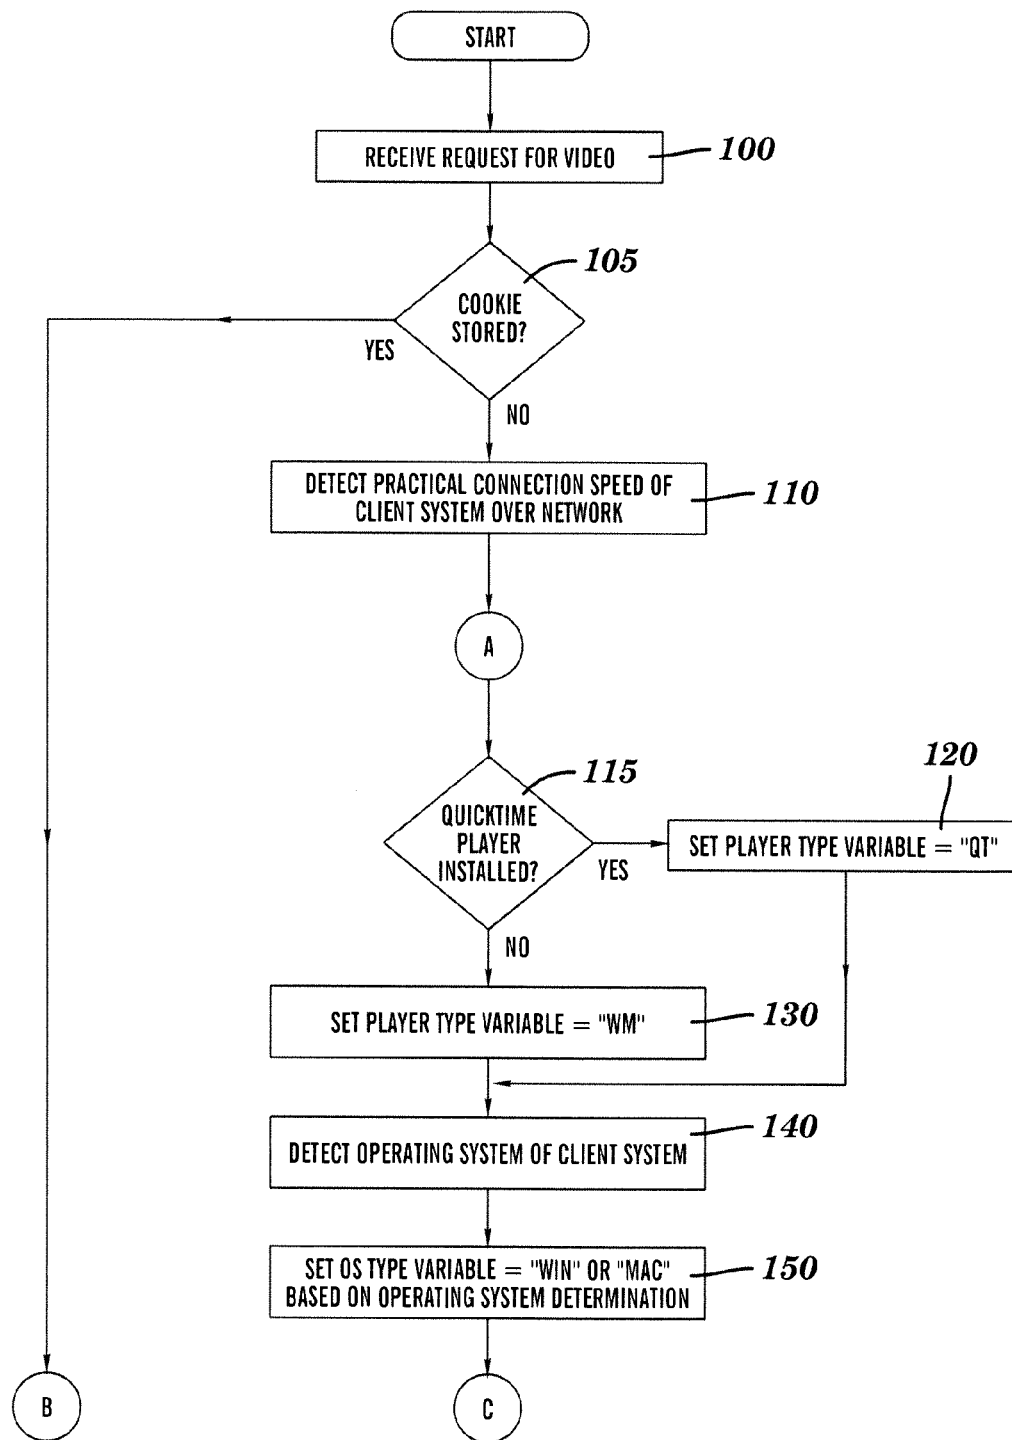 START
RECEIVE REQUEST FOR VIDEO
100
105
COOKIE
STORED?
YES
NO
DETECT PRACTICAL CONNECTION SPEED OF
CLIENT SYSTEM OVER NETWORK
110
A
115
QUICKTIME
PLAYER
INSTALLED?
YES
120
SET PLAYER TYPE VARIABLE = "QT"
NO
SET PLAYER TYPE VARIABLE = "WM"
130
DETECT OPERATING SYSTEM OF CLIENT SYSTEM
140
SET OS TYPE VARIABLE = "WIN" OR "MAC"
BASED ON OPERATING SYSTEM DETERMINATION
150
B
C